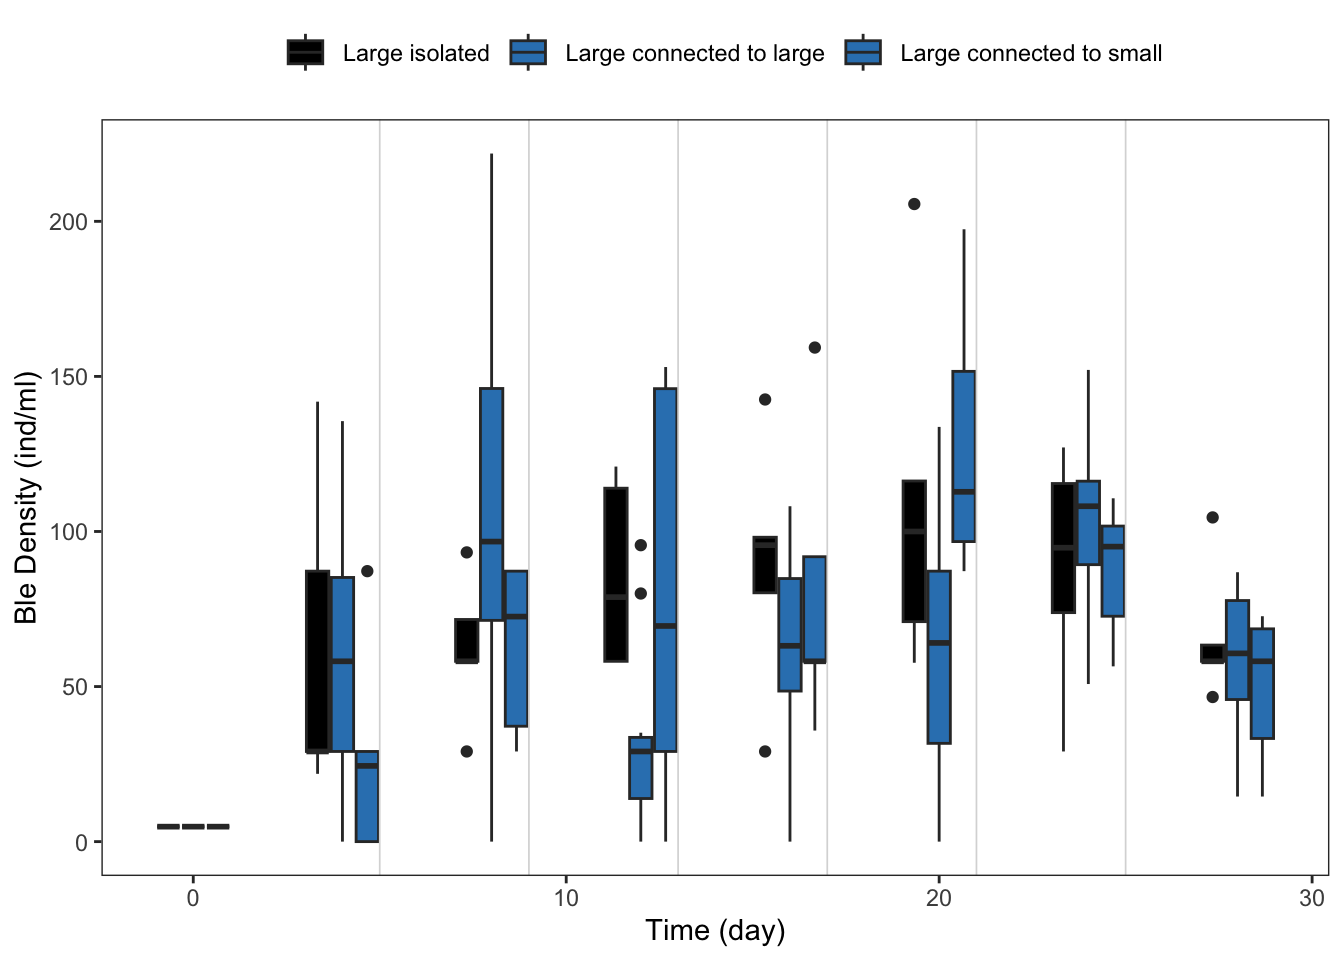 Large isolated Large connected to large Large connected to small
Ble Density (ind/ml)
200
150
100
50
0
0 10 20 30
Time (day)